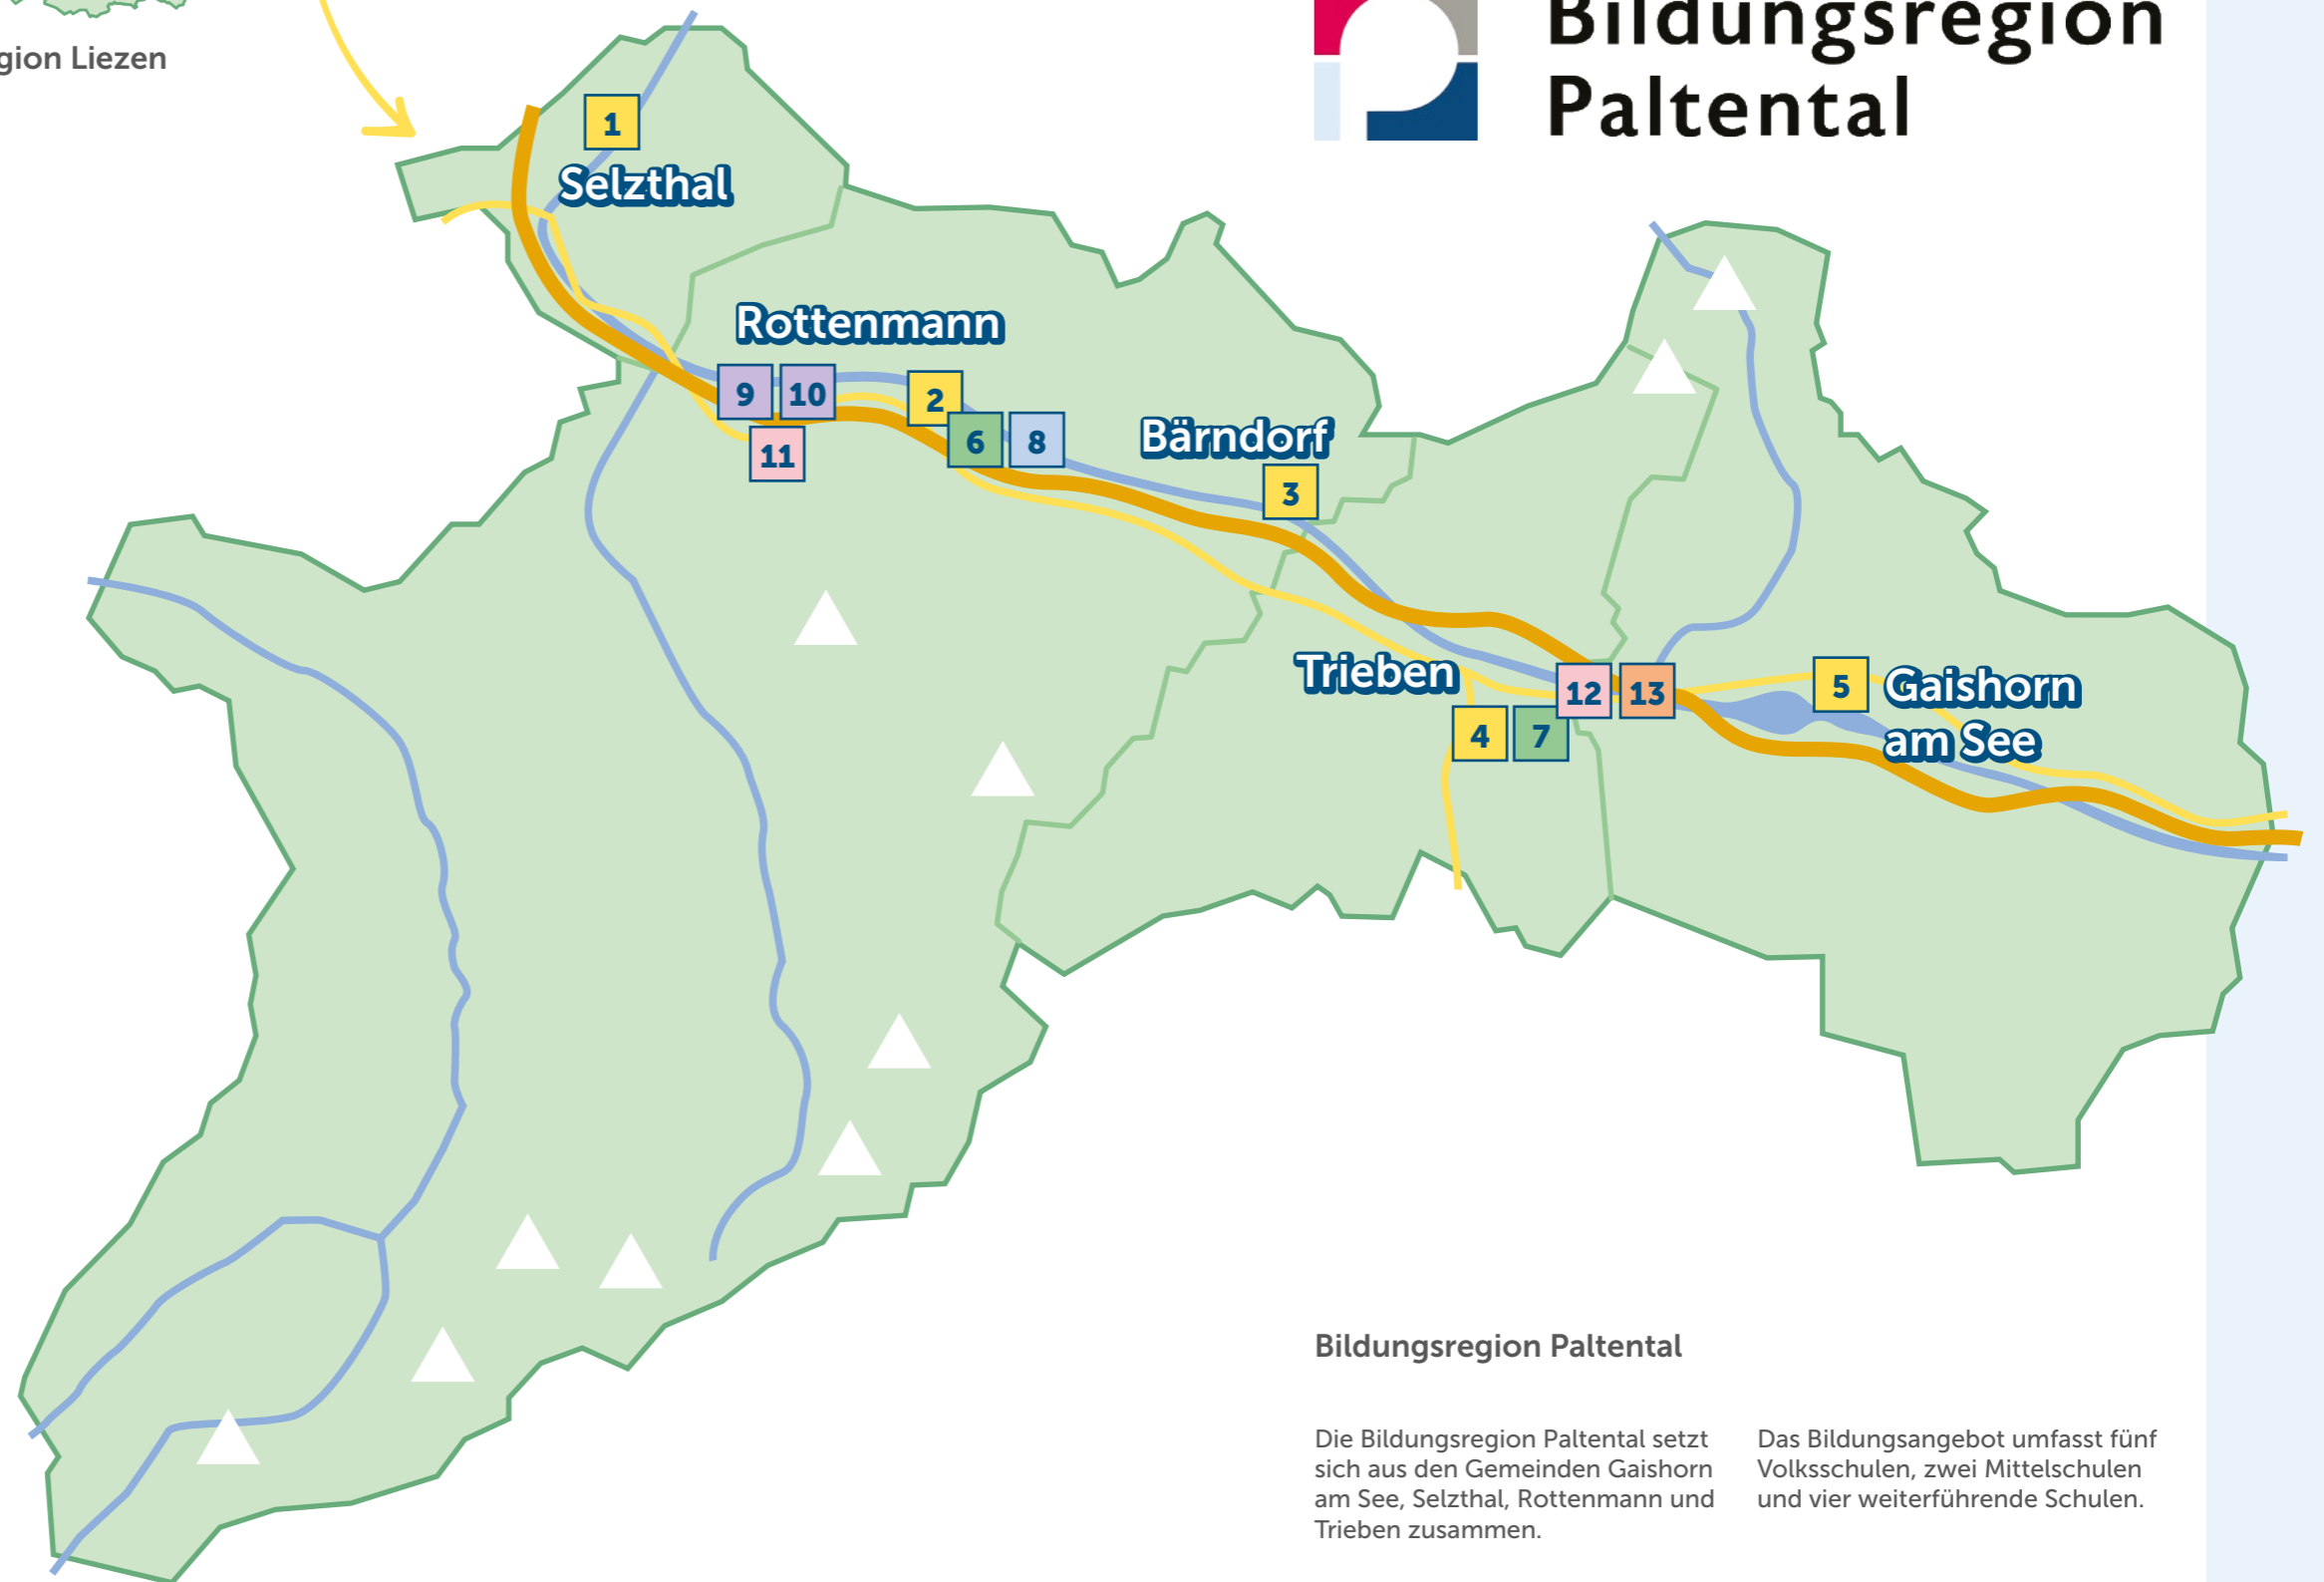 gion Liezen
Bildungsregion
Paltental
1
Selzthal
Rottenmann
9
10
2
11
6
8
Bärndorf
3
Trieben
12
13
5
Gaishorn
am See
4
7
Bildungsregion Paltental
Die Bildungsregion Paltental setzt
sich aus den Gemeinden Gaishorn
am See, Selzthal, Rottenmann und
Trieben zusammen.
Das Bildungsangebot umfasst fünf
Volksschulen, zwei Mittelschulen
und vier weiterführende Schulen.